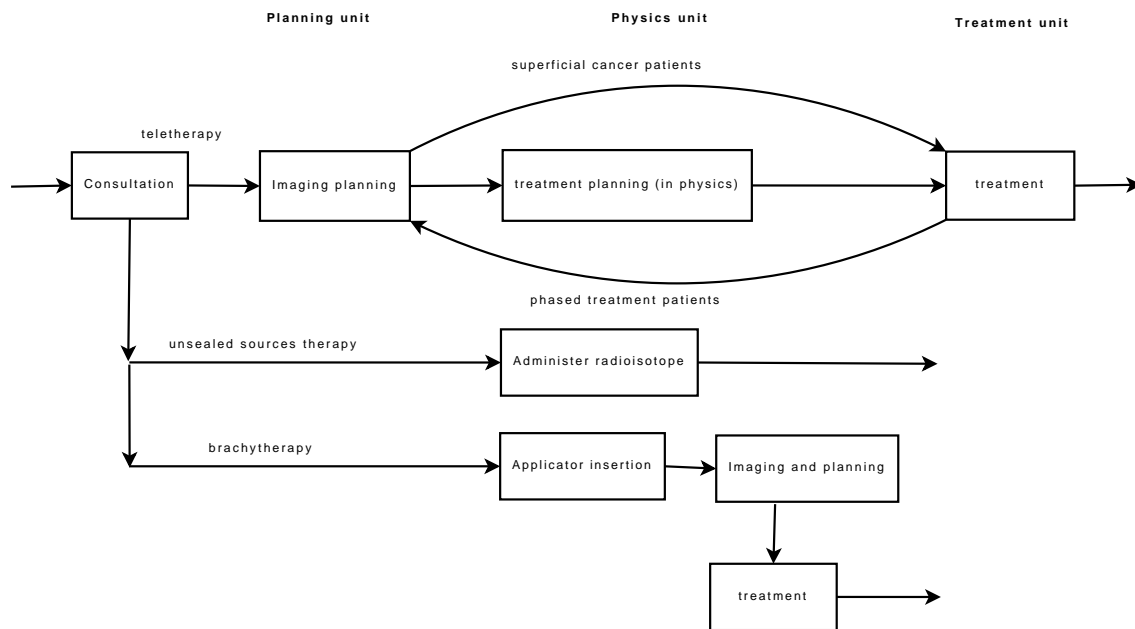 Planning unit
Physics unit
Treatment unit
superficial cancer patients
teletherapy
Consultation
Imaging planning
treatment planning (in physics)
treatment
phased treatment patients
unsealed sources therapy
Administer radioisotope
brachytherapy
Applicator insertion
Imaging and planning
treatment